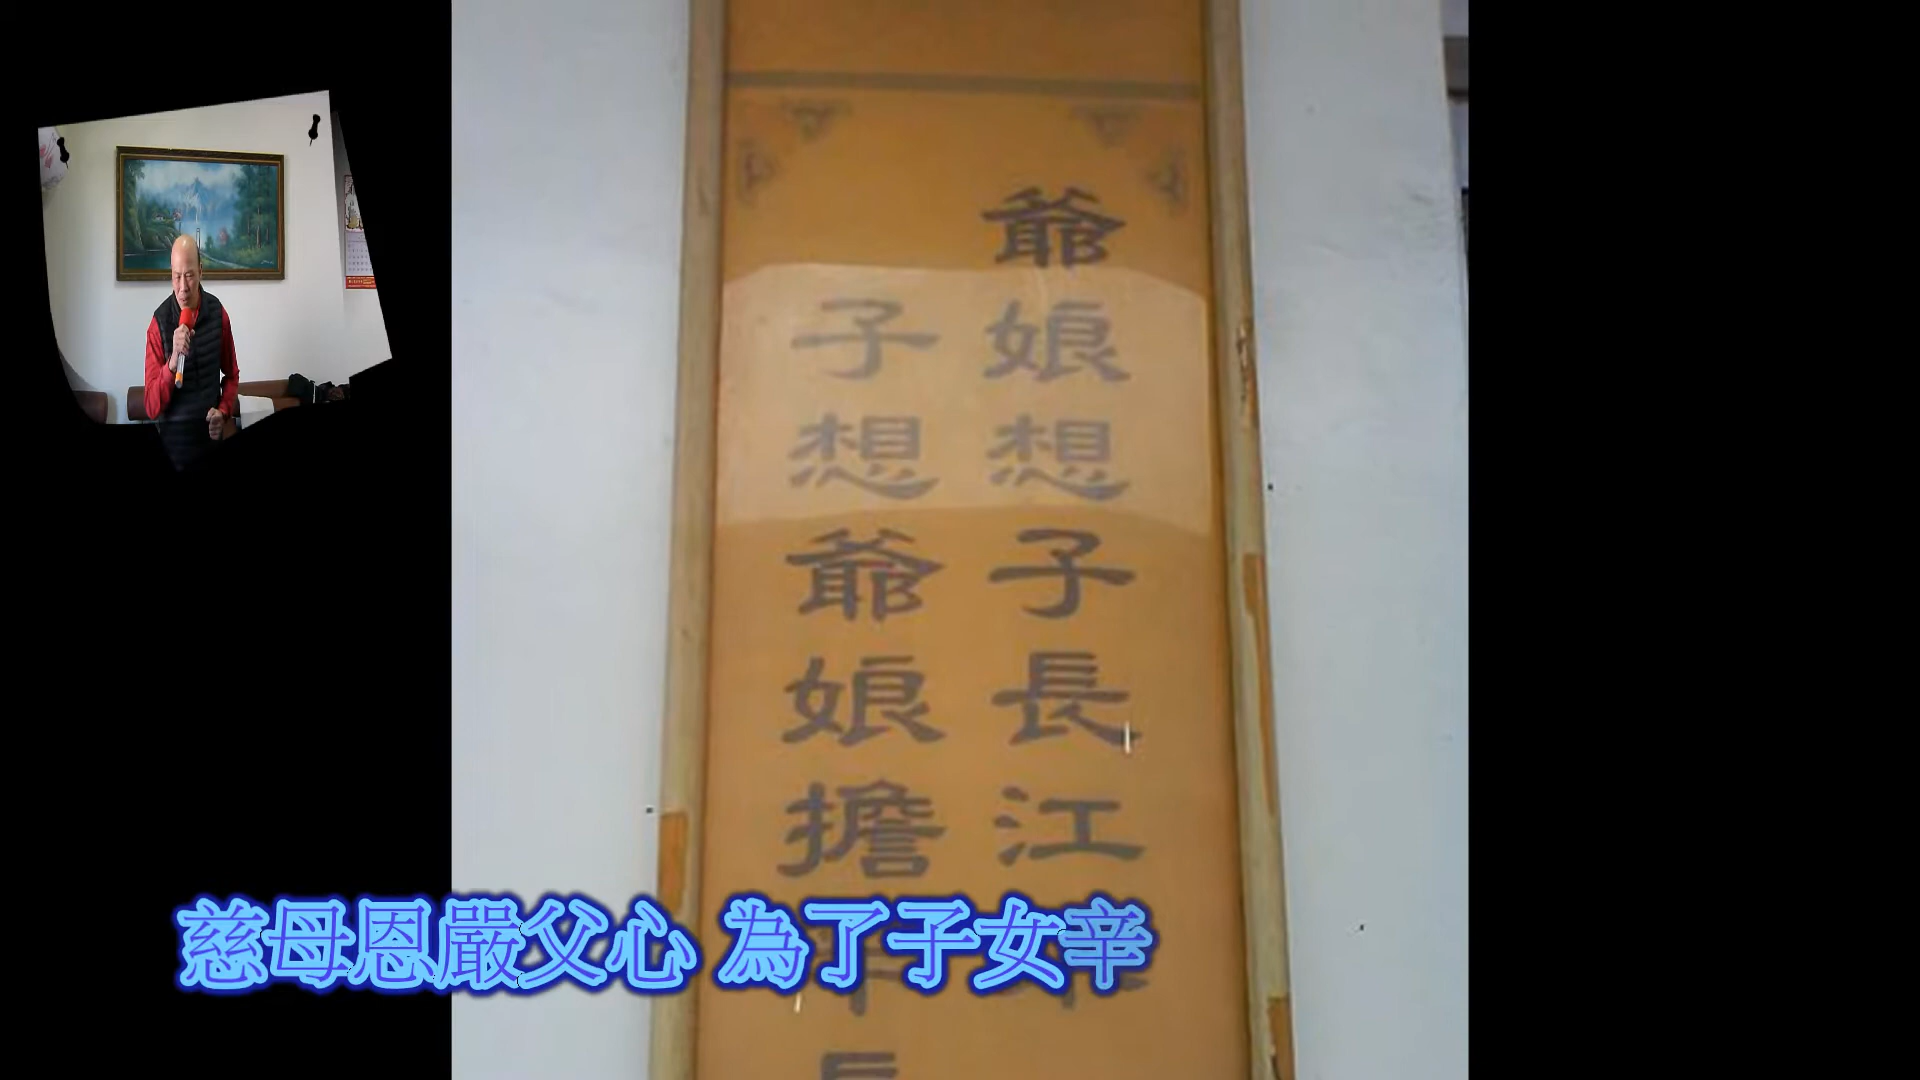 爺娘想子長江
子想爺娘擔
慈母恩嚴父心 為了子女辛